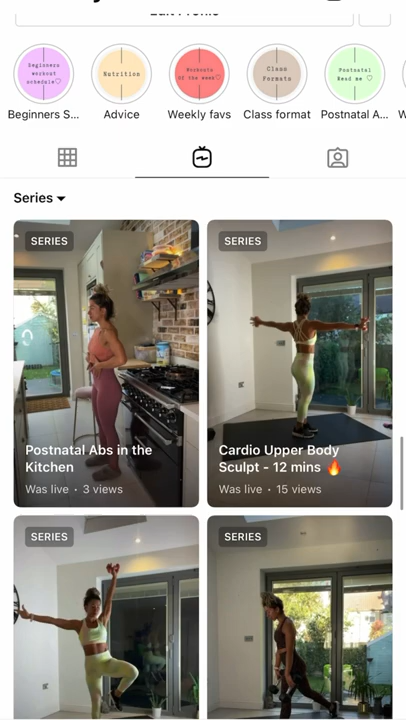 Beginners
workout
schedule♡
Nutrition
Workouts
Of the week♡
Class
Formats
Postnatal
Read me ♡
Beginners S...
Advice
Weekly favs
Class format
Postnatal A...
W
Series
SERIES
SERIES
Postnatal Abs in the
Kitchen
Was live · 3 views
Cardio Upper Body
Sculpt - 12 mins 🔥
Was live · 15 views
SERIES
SERIES